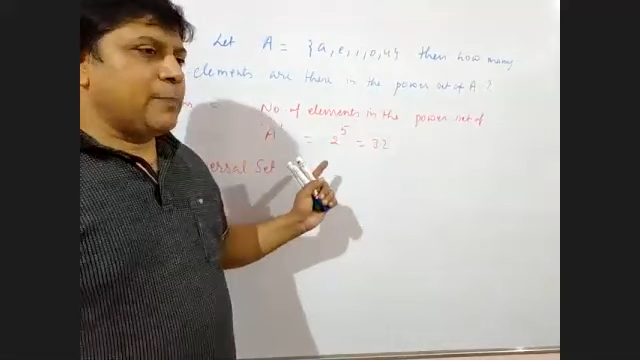 Let A = {a, e, i, o, u} then how many
elements are there in the power set of A ?
= No of elements in the power set of
'A' = 2^5 = 32
ersal Set